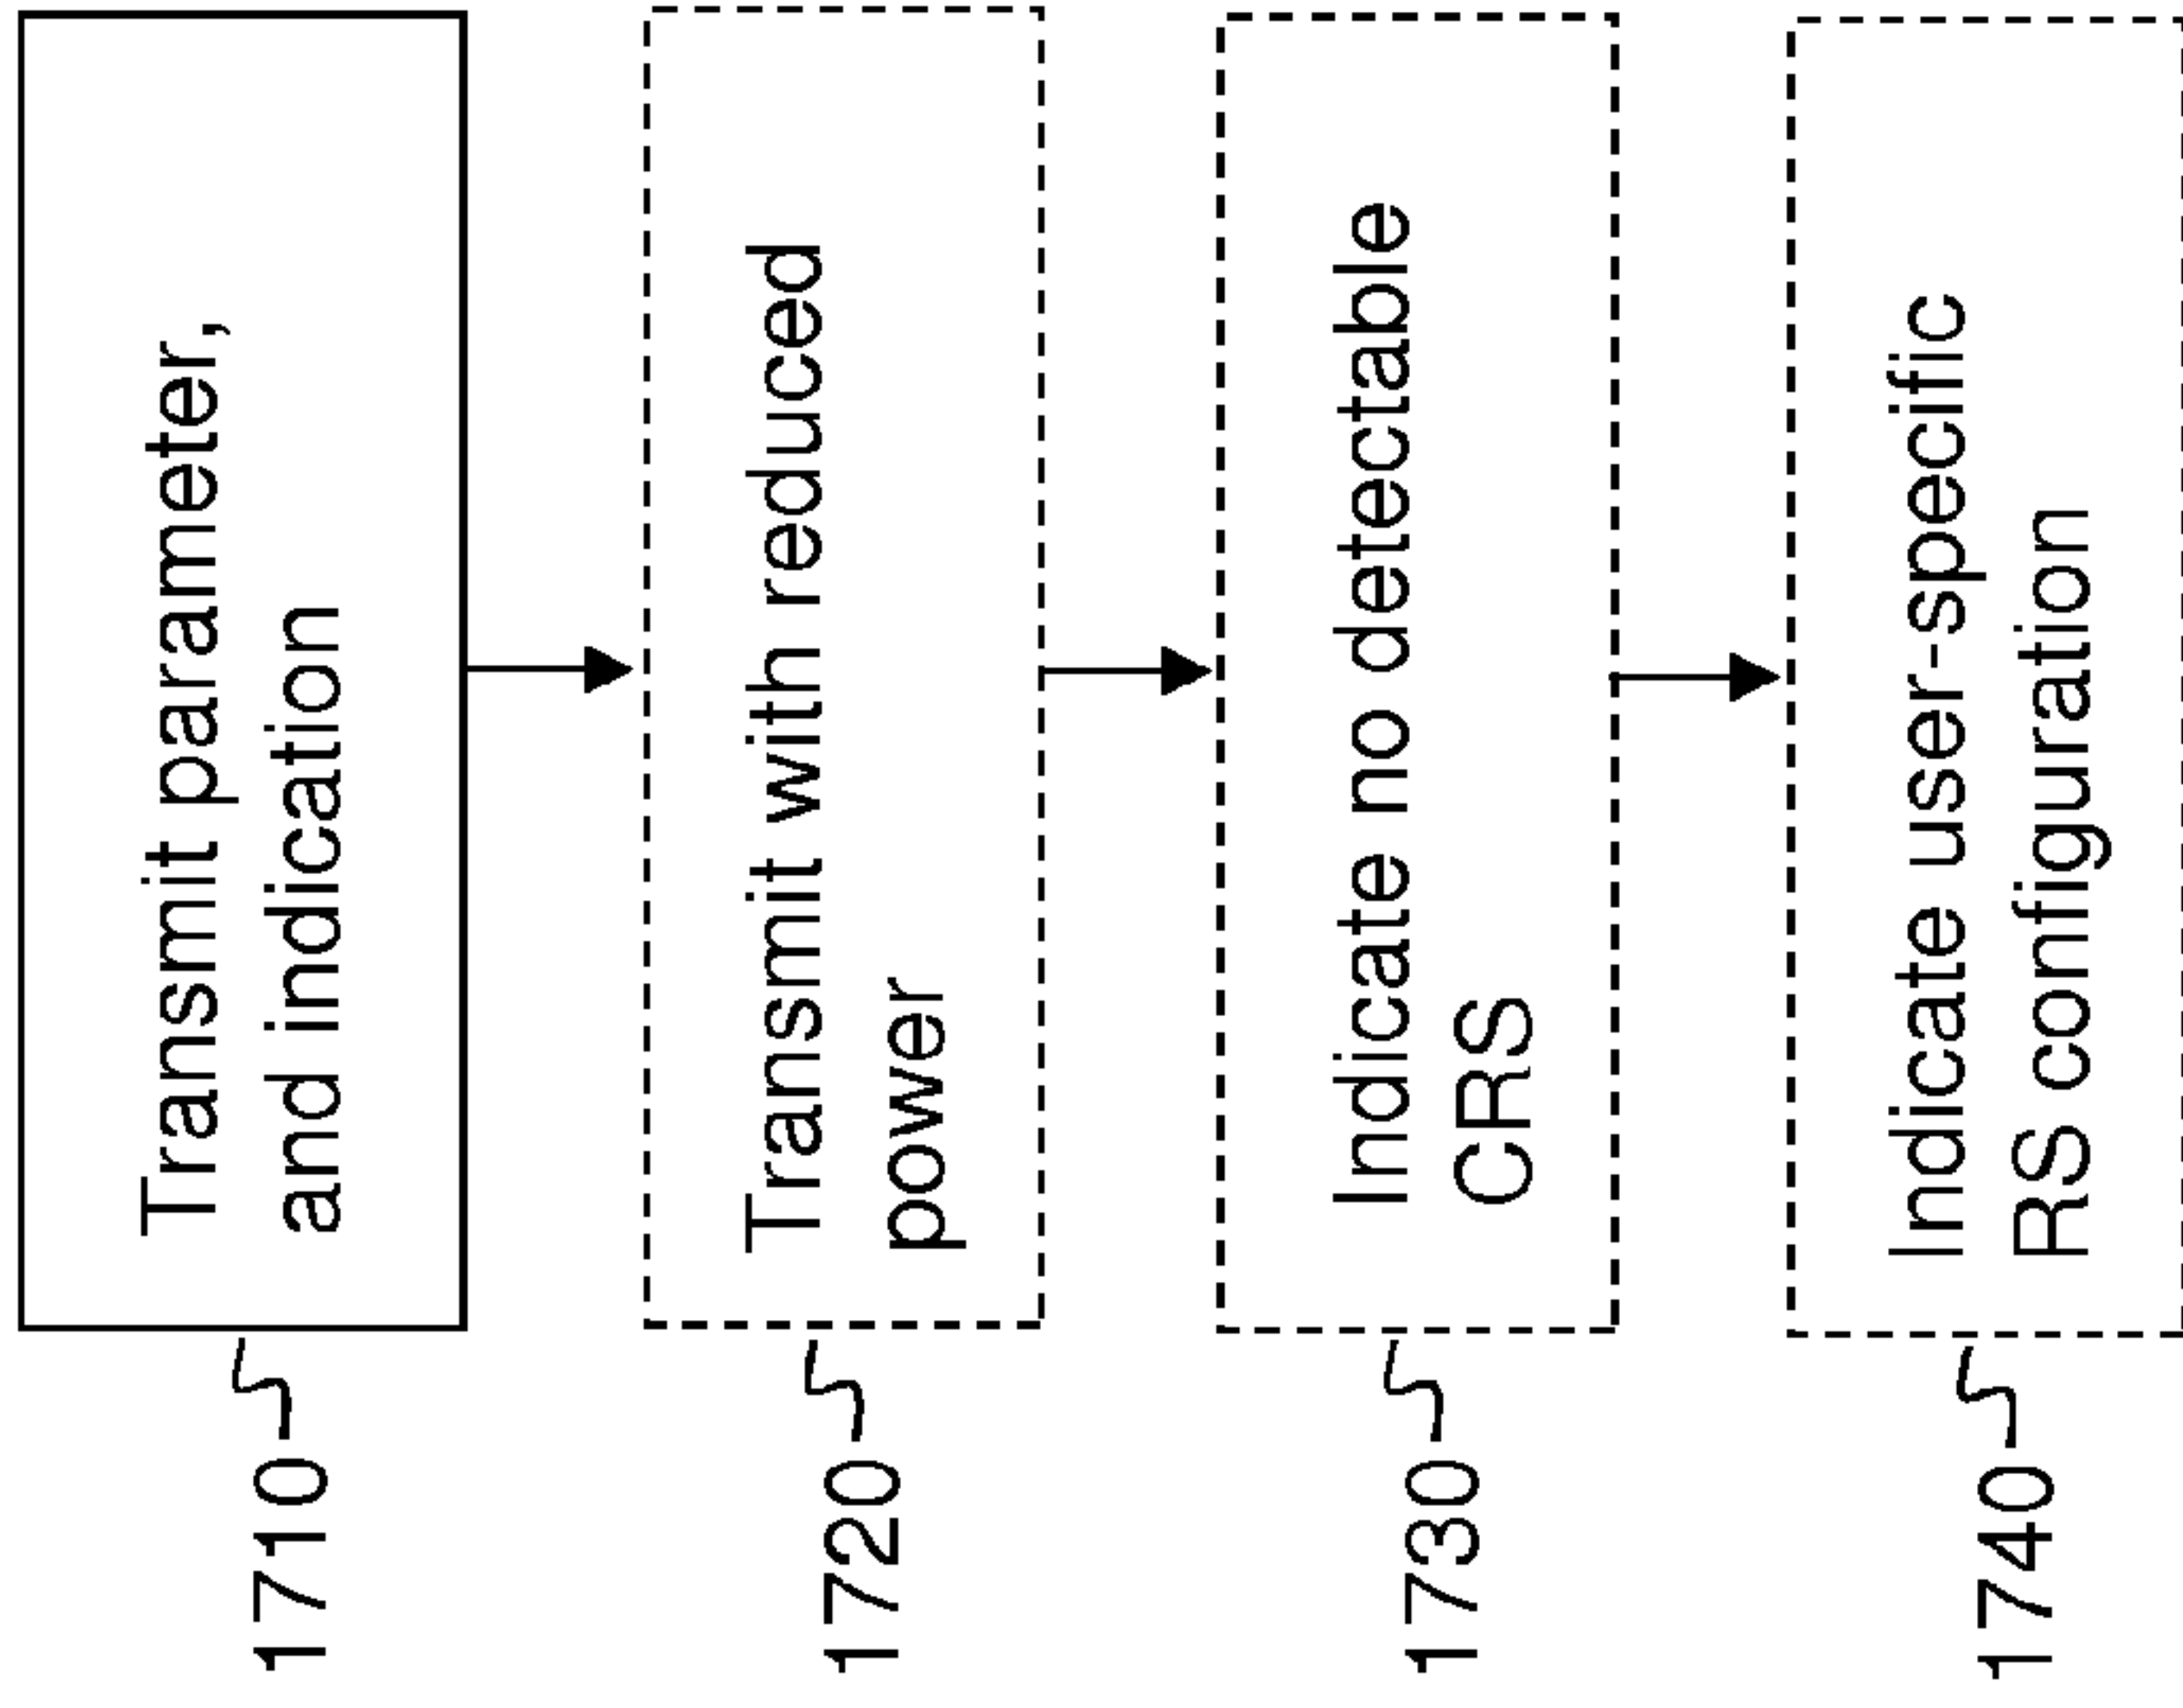 1710
Transmit parameter,
and indication
1720
Transmit with reduced
power
1730
Indicate no detectable
CRS
1740
Indicate user-specific
RS configuration